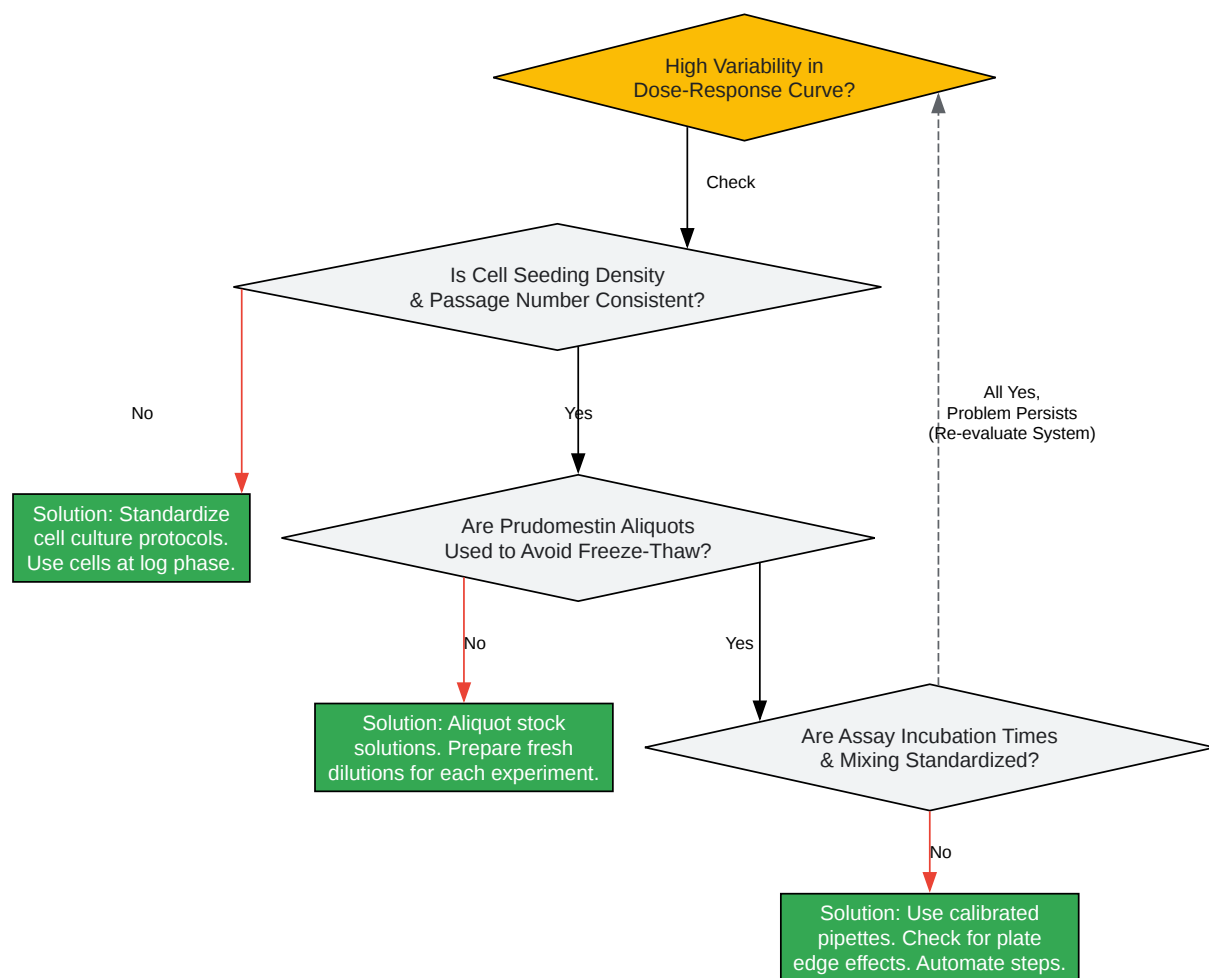 High Variability in
Dose-Response Curve?
Check
Is Cell Seeding Density
& Passage Number Consistent?
No
Yes
All Yes,
Problem Persists
(Re-evaluate System)
Solution: Standardize
cell culture protocols.
Use cells at log phase.
Are Prudomestin Aliquots
Used to Avoid Freeze-Thaw?
No
Yes
Solution: Aliquot stock
solutions. Prepare fresh
dilutions for each experiment.
Are Assay Incubation Times
& Mixing Standardized?
No
Solution: Use calibrated
pipettes. Check for plate
edge effects. Automate steps.